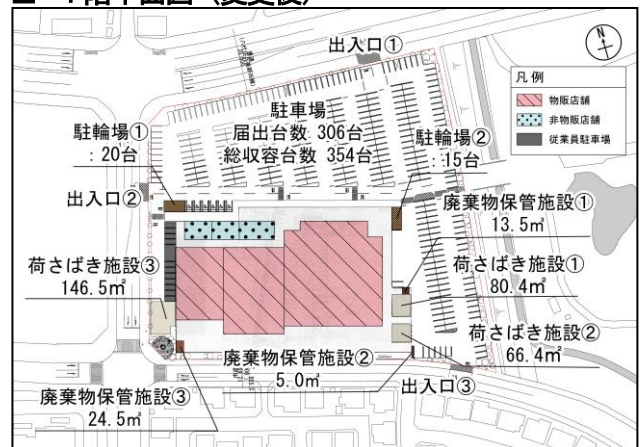 ■ 1階平面図（変更後）
出入口①
凡 例
物販店舗
非物販店舗
従業員駐車場
駐車場
届出台数 306台
総収容台数 354台
駐輪場①
：20台
駐輪場②
：15台
出入口②
廃棄物保管施設①
13.5㎡
荷さばき施設③
146.5㎡
荷さばき施設①
80.4㎡
荷さばき施設②
66.4㎡
廃棄物保管施設②
5.0㎡
出入口③
廃棄物保管施設③
24.5㎡